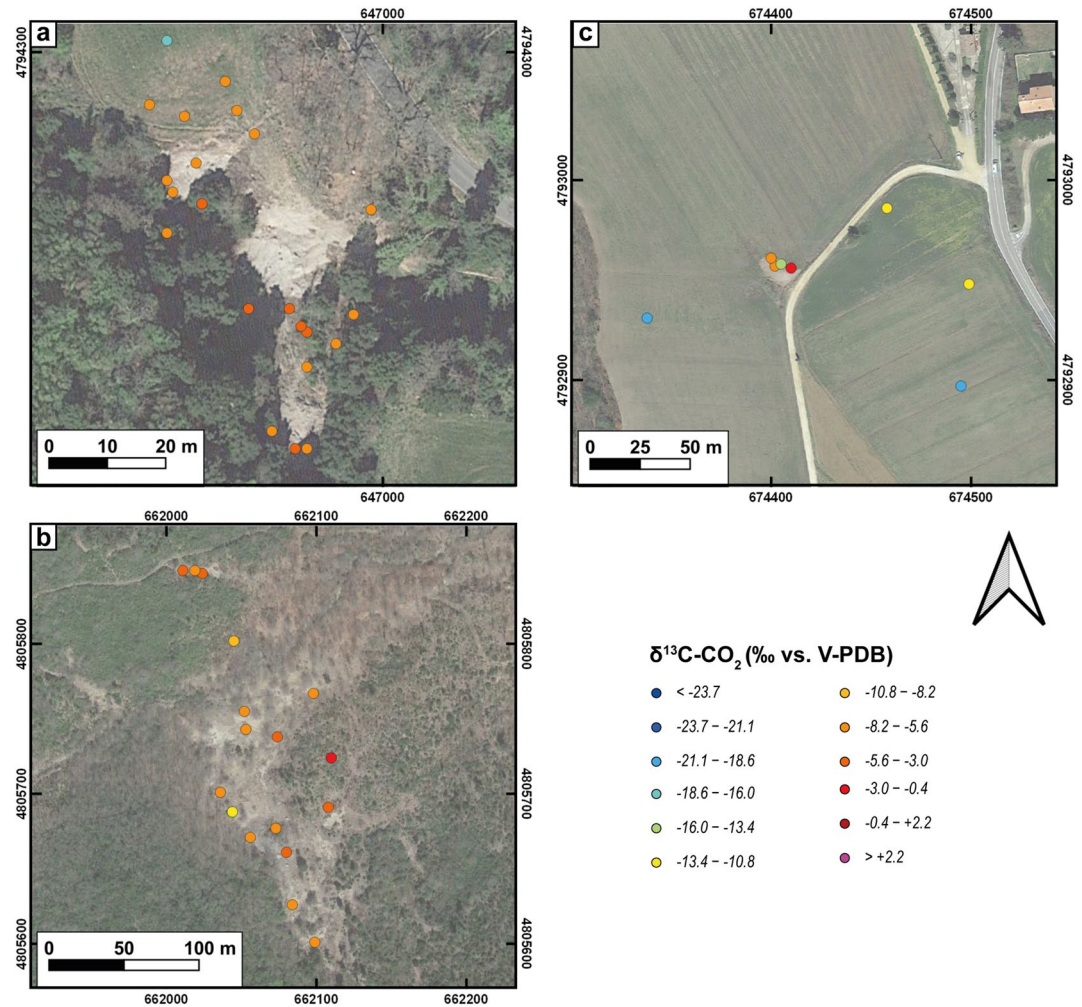 a
647000
4794300
4794300
0 10 20 m
647000
c
674400 674500
4793000
4793000
4792900
4792900
0 25 50 m
674400 674500
b
662000 662100 662200
4805800
4805800
4805700
4805700
4805600
4805600
0 50 100 m
662000 662100 662200
δ¹³C-CO₂ (‰ vs. V-PDB)
< -23.7
-23.7 – -21.1
-21.1 – -18.6
-18.6 – -16.0
-16.0 – -13.4
-13.4 – -10.8
-10.8 – -8.2
-8.2 – -5.6
-5.6 – -3.0
-3.0 – -0.4
-0.4 – +2.2
> +2.2